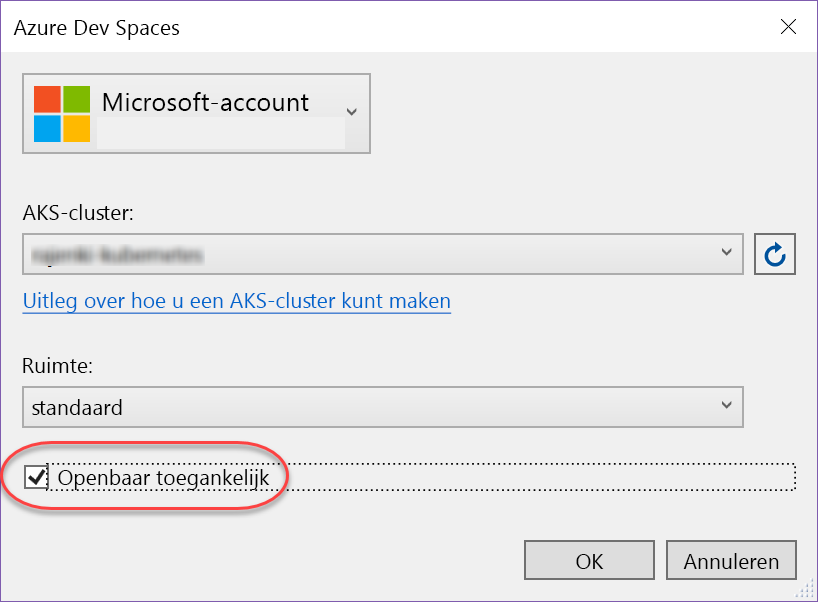 Azure Dev Spaces
Microsoft-account
AKS-cluster:
Uitleg over hoe u een AKS-cluster kunt maken
Ruimte:
standaard
Openbaar toegankelijk
OK
Annuleren